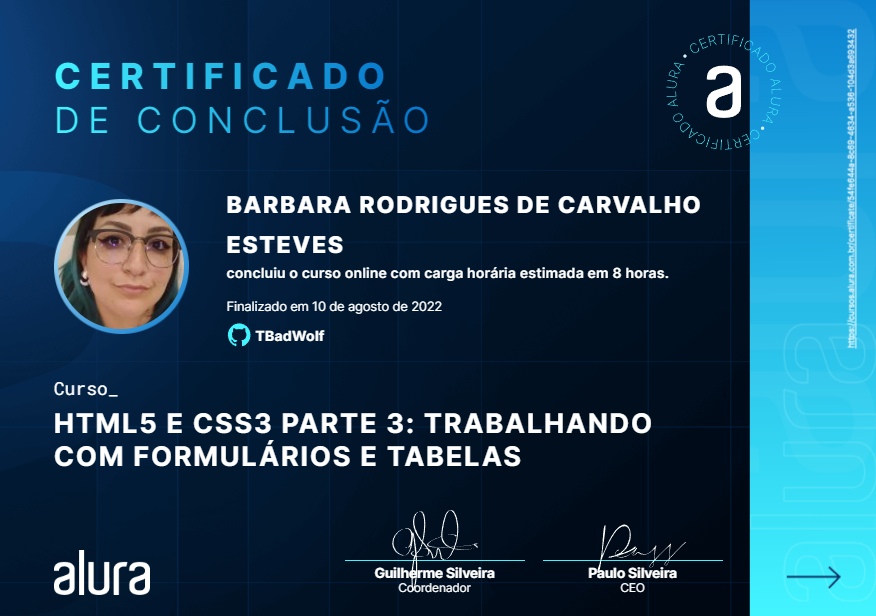 CERTIFICADO
DE CONCLUSÃO
CERTIFICADO ALURA • CERTIFICADO ALURA •
a
BARBARA RODRIGUES DE CARVALHO
ESTEVES
concluiu o curso online com carga horária estimada em 8 horas.
Finalizado em 10 de agosto de 2022
TBadWolf
Curso_
HTML5 E CSS3 PARTE 3: TRABALHANDO
COM FORMULÁRIOS E TABELAS
alura
Guilherme Silveira
Coordenador
Paulo Silveira
CEO
alura